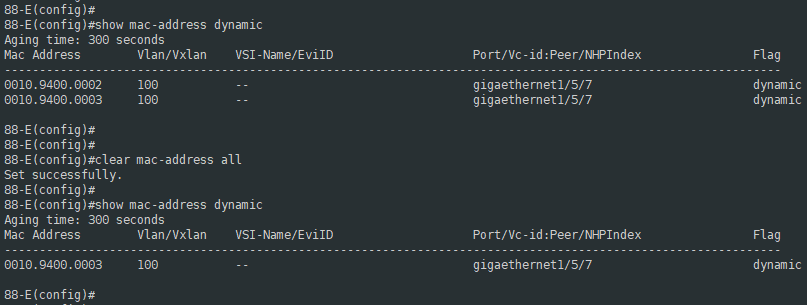 88-E(config)#
88-E(config)#show mac-address dynamic
Aging time: 300 seconds
Mac Address        Vlan/Vxlan    VSI-Name/EviID                    Port/Vc-id:Peer/NHPIndex                Flag
---------------------------------------------------------------------------------------------------------------
0010.9400.0002     100           --                                gigaethernet1/5/7                       dynamic
0010.9400.0003     100           --                                gigaethernet1/5/7                       dynamic
88-E(config)#
88-E(config)#
88-E(config)#clear mac-address all
Set successfully.
88-E(config)#
88-E(config)#show mac-address dynamic
Aging time: 300 seconds
Mac Address        Vlan/Vxlan    VSI-Name/EviID                    Port/Vc-id:Peer/NHPIndex                Flag
---------------------------------------------------------------------------------------------------------------
0010.9400.0003     100           --                                gigaethernet1/5/7                       dynamic
88-E(config)#